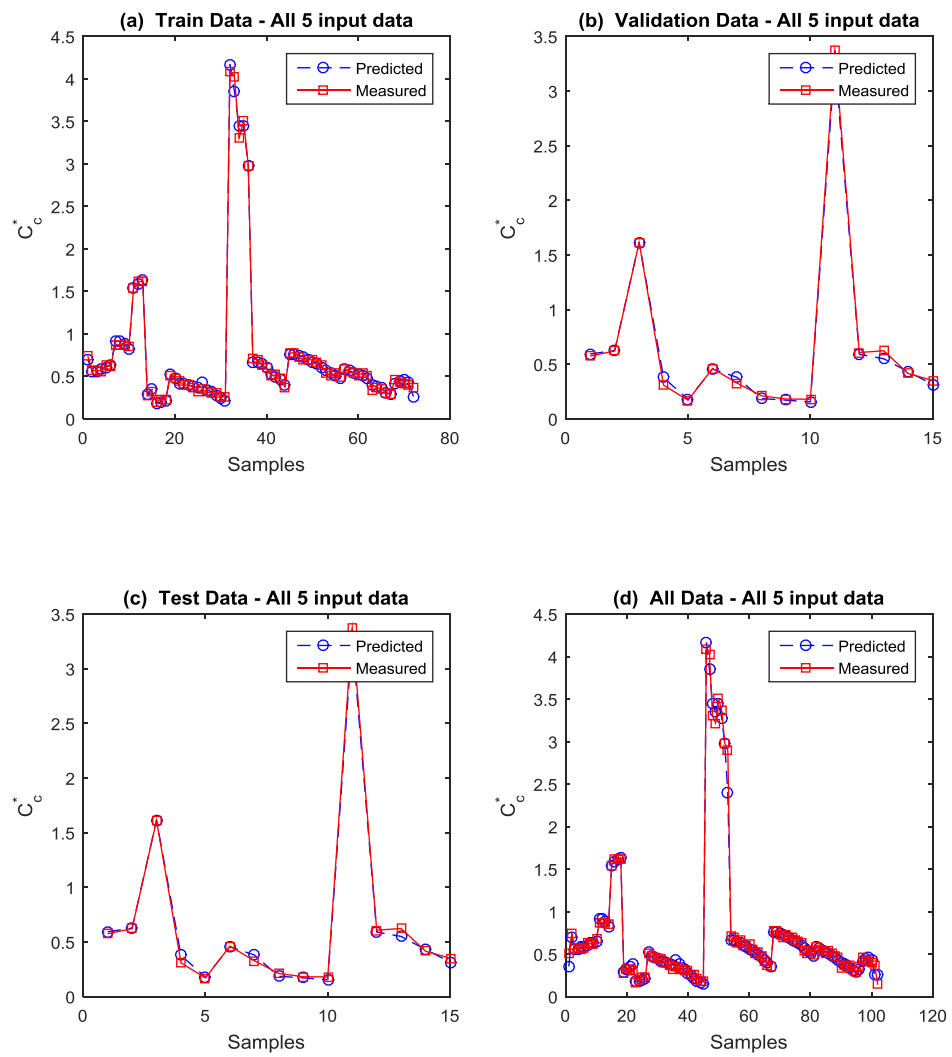 (a)  Train Data - All 5 input data
4.5
4
3.5
3
2.5
2
1.5
1
0.5
0
C*c
0 20 40 60 80
Samples
Predicted
Measured
(b)  Validation Data - All 5 input data
3.5
3
2.5
2
1.5
1
0.5
0
C*c
0 5 10 15
Samples
Predicted
Measured
(c)  Test Data - All 5 input data
3.5
3
2.5
2
1.5
1
0.5
0
C*c
0 5 10 15
Samples
Predicted
Measured
(d)  All Data - All 5 input data
4.5
4
3.5
3
2.5
2
1.5
1
0.5
0
C*c
0 20 40 60 80 100 120
Samples
Predicted
Measured